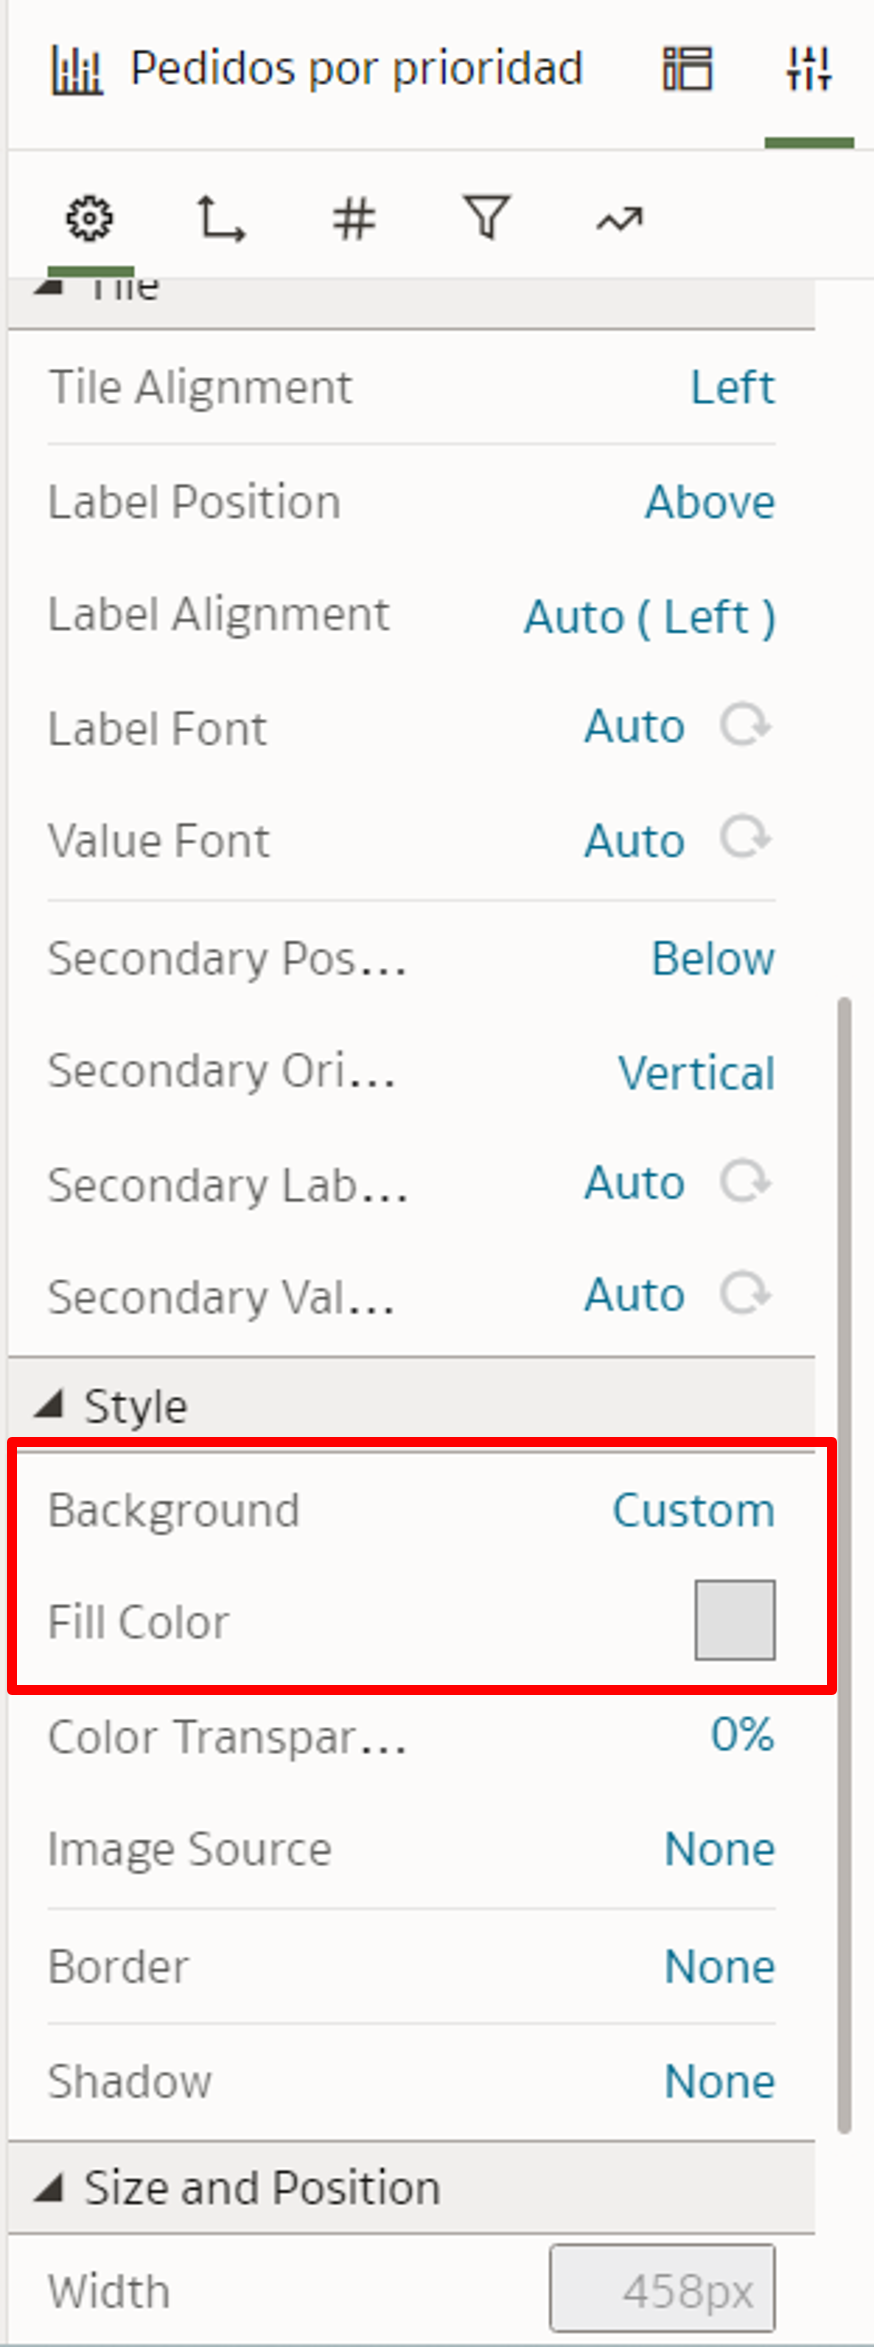 Pedidos por prioridad
Tile
Tile Alignment Left
Label Position Above
Label Alignment Auto ( Left )
Label Font Auto
Value Font Auto
Secondary Pos... Below
Secondary Ori... Vertical
Secondary Lab... Auto
Secondary Val... Auto
Style
Background Custom
Fill Color
Color Transpar... 0%
Image Source None
Border None
Shadow None
Size and Position
Width 458px